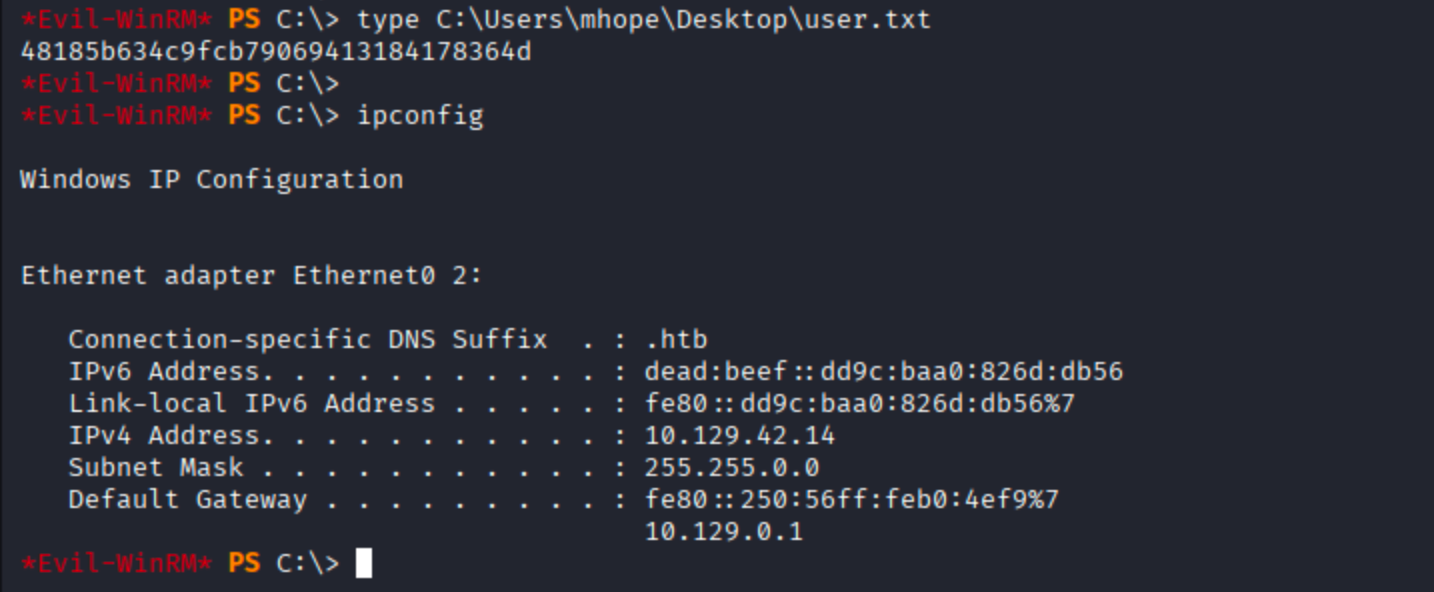 *Evil-WinRM* PS C:\> type C:\Users\mhope\Desktop\user.txt
48185b634c9fcb790694131841783​64d
*Evil-WinRM* PS C:\>
*Evil-WinRM* PS C:\> ipconfig
Windows IP Configuration
Ethernet adapter Ethernet0 2:
   Connection-specific DNS Suffix  . : .htb
   IPv6 Address. . . . . . . . . . . : dead:beef::dd9c:baa0:826d:db56
   Link-local IPv6 Address . . . . . : fe80::dd9c:baa0:826d:db56%7
   IPv4 Address. . . . . . . . . . . : 10.129.42.14
   Subnet Mask . . . . . . . . . . . : 255.255.0.0
   Default Gateway . . . . . . . . . : fe80::250:56ff:feb0:4ef9%7
                                       10.129.0.1
*Evil-WinRM* PS C:\>